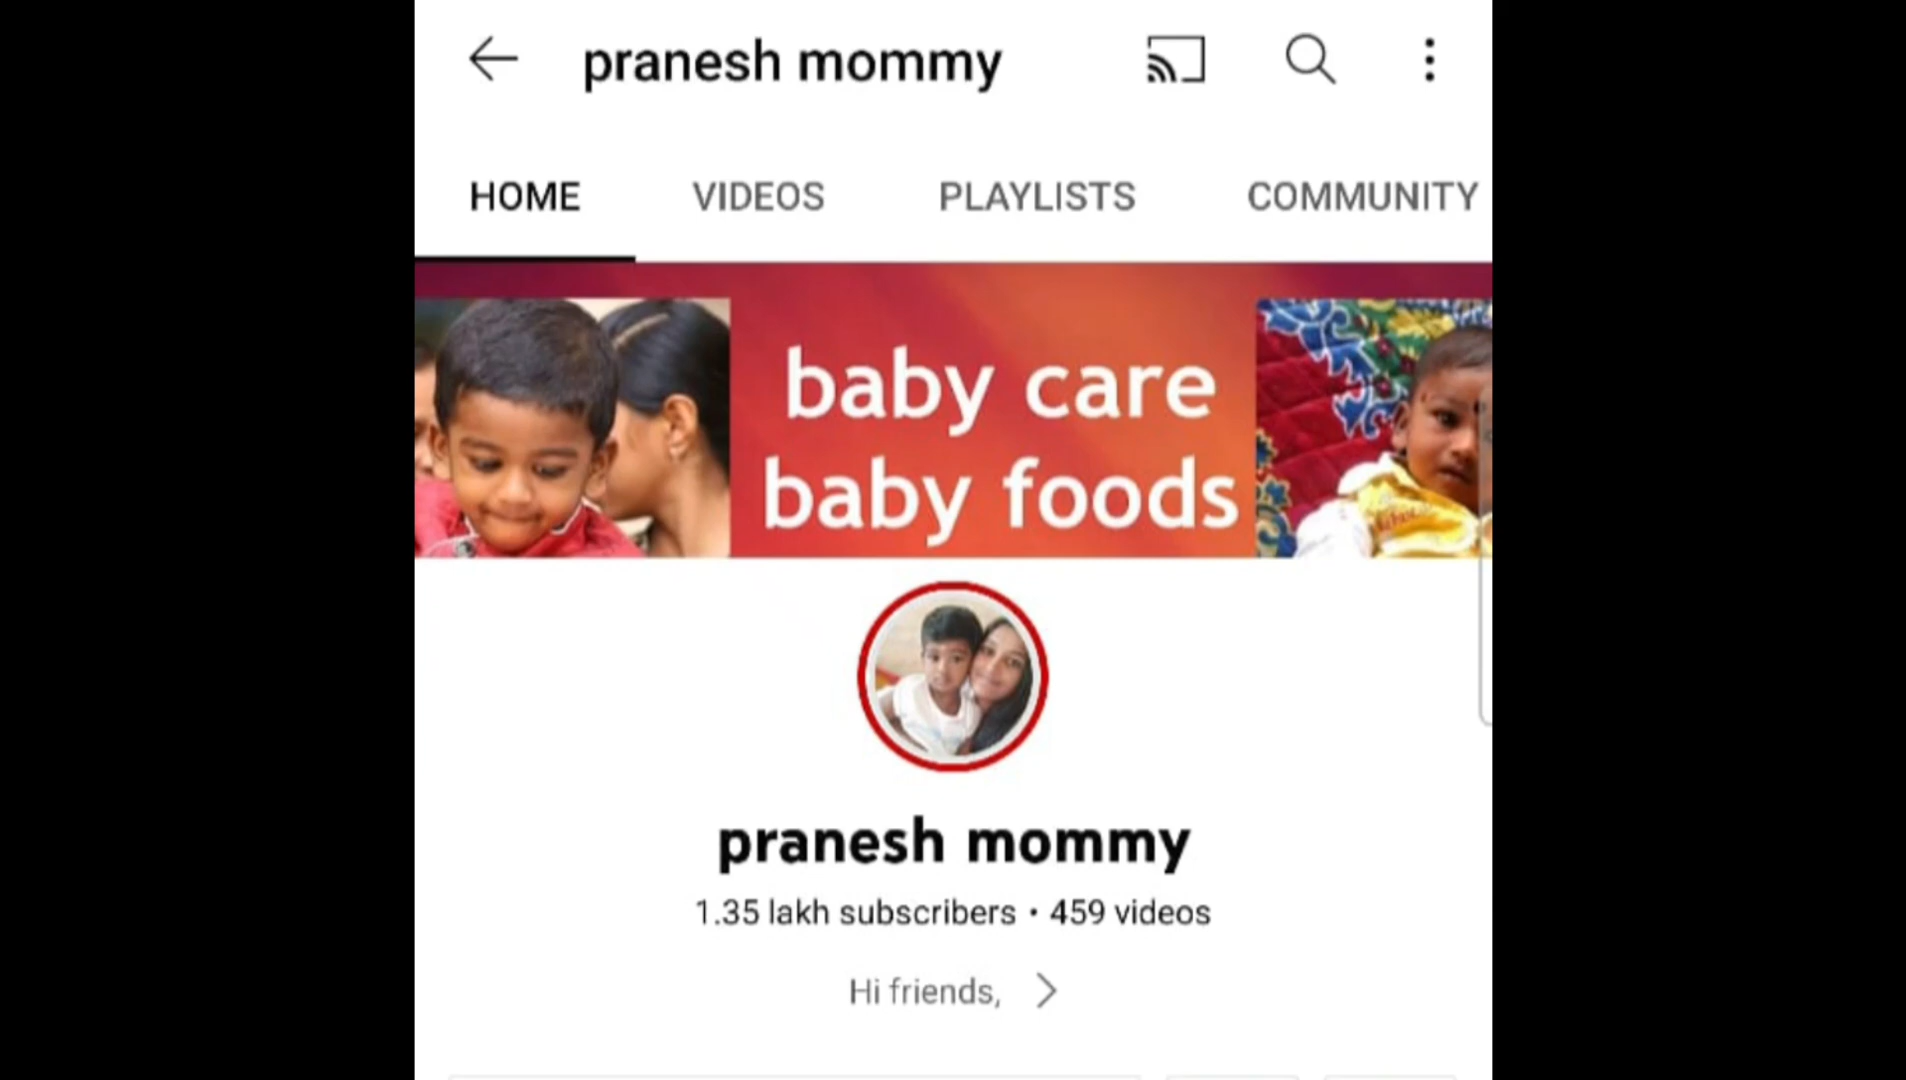 pranesh mommy
HOME VIDEOS PLAYLISTS COMMUNITY
baby care
baby foods
pranesh mommy
1.35 lakh subscribers • 459 videos
Hi friends,